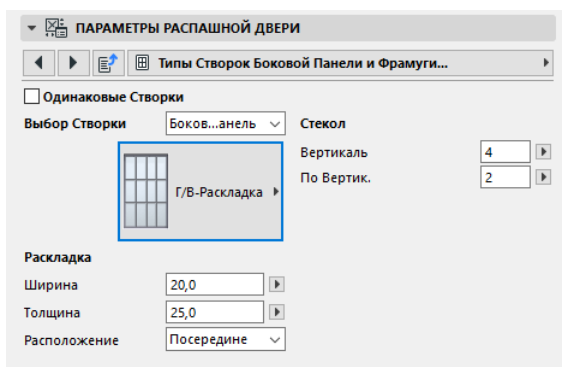 ПАРАМЕТРЫ РАСПАШНОЙ ДВЕРИ
Типы Створок Боковой Панели и Фрамуги...
Одинаковые Створки
Выбор Створки Боков...анель Стекол
Вертикаль 4
Г/В-Раскладка По Вертик. 2
Раскладка
Ширина 20,0
Толщина 25,0
Расположение Посередине